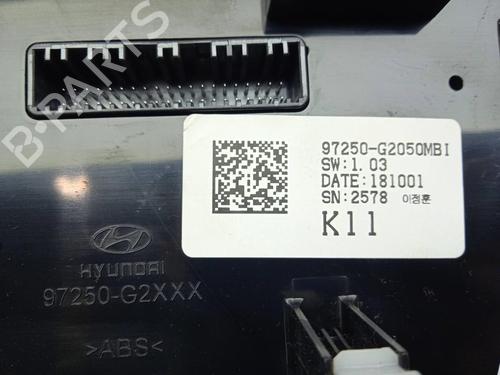 B-PARTS
97250-G2050MBI
SW:1.03
DATE:181001
SN:2578 이정훈
K11
HYUNDAI
97250-G2XXX
>ABS<